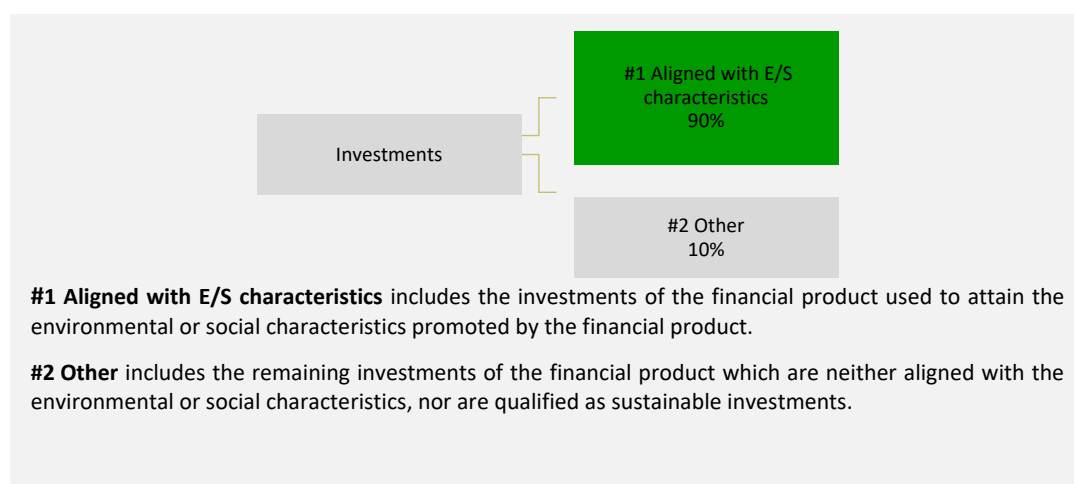 #1 Aligned with E/S
characteristics
90%
Investments
#2 Other
10%
#1 Aligned with E/S characteristics includes the investments of the financial product used to attain the
environmental or social characteristics promoted by the financial product.
#2 Other includes the remaining investments of the financial product which are neither aligned with the
environmental or social characteristics, nor are qualified as sustainable investments.